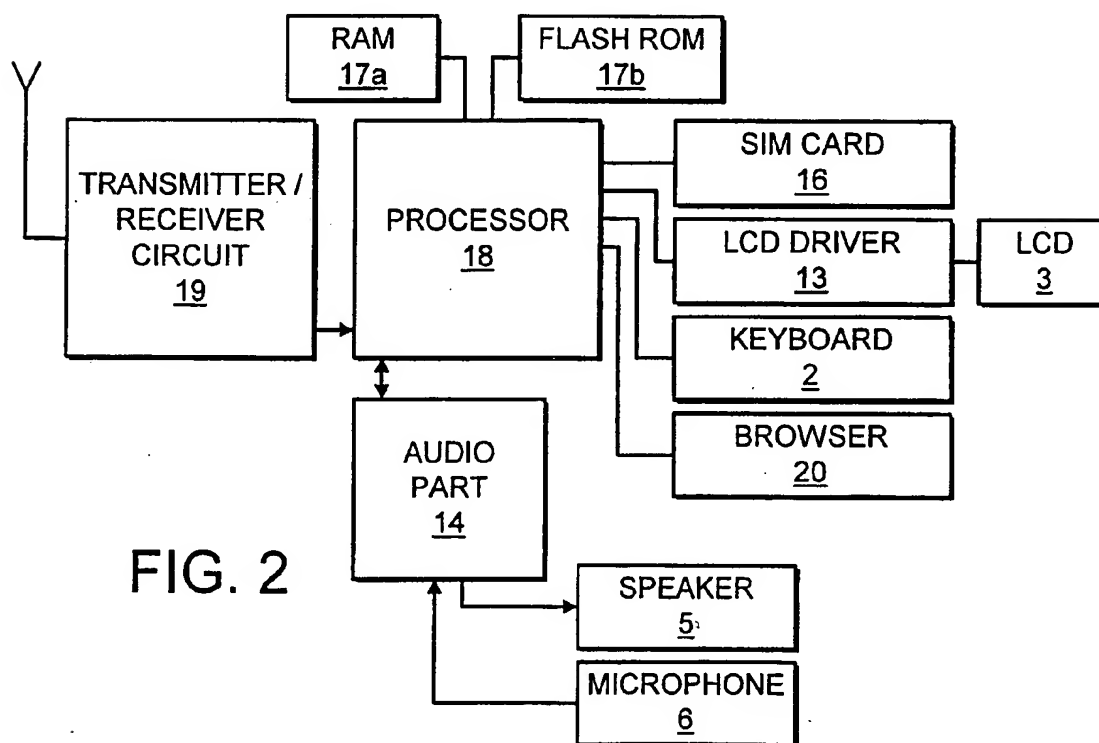 RAM
17a
FLASH ROM
17b
TRANSMITTER /
RECEIVER
CIRCUIT
19
PROCESSOR
18
SIM CARD
16
LCD DRIVER
13
LCD
3
KEYBOARD
2
BROWSER
20
AUDIO
PART
14
FIG. 2
SPEAKER
5
MICROPHONE
6